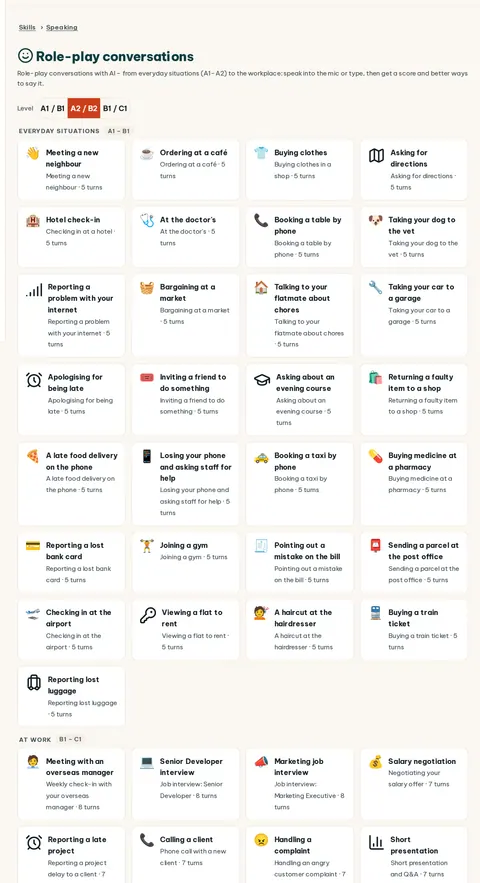 Skills › Speaking
Role-play conversations
Role-play conversations with AI – from everyday situations (A1–A2) to the workplace: speak into the mic or type, then get a score and better ways
to say it.
Level A1 / B1 A2 / B2 B1 / C1
EVERYDAY SITUATIONS A1 – B1
Meeting a new
neighbour
Meeting a new
neighbour · 5 turns
Ordering at a café
Ordering at a café · 5
turns
Buying clothes
Buying clothes in a
shop · 5 turns
Asking for
directions
Asking for directions ·
5 turns
Hotel check-in
Checking in at a hotel ·
5 turns
At the doctor's
At the doctor's · 5
turns
Booking a table by
phone
Booking a table by
phone · 5 turns
Taking your dog to
the vet
Taking your dog to the
vet · 5 turns
Reporting a
problem with your
internet
Reporting a problem
with your internet · 5
turns
Bargaining at a
market
Bargaining at a market
· 5 turns
Talking to your
flatmate about
chores
Talking to your
flatmate about chores
· 5 turns
Taking your car to
a garage
Taking your car to a
garage · 5 turns
Apologising for
being late
Apologising for being
late · 5 turns
Inviting a friend to
do something
Inviting a friend to do
something · 5 turns
Asking about an
evening course
Asking about an
evening course · 5
turns
Returning a faulty
item to a shop
Returning a faulty item
to a shop · 5 turns
A late food delivery
on the phone
A late food delivery on
the phone · 5 turns
Losing your phone
and asking staff for
help
Losing your phone and
asking staff for help · 5
turns
Booking a taxi by
phone
Booking a taxi by
phone · 5 turns
Buying medicine at
a pharmacy
Buying medicine at a
pharmacy · 5 turns
Reporting a lost
bank card
Reporting a lost bank
card · 5 turns
Joining a gym
Joining a gym · 5 turns
Pointing out a
mistake on the bill
Pointing out a mistake
on the bill · 5 turns
Sending a parcel at
the post office
Sending a parcel at the
post office · 5 turns
Checking in at the
airport
Checking in at the
airport · 5 turns
Viewing a flat to
rent
Viewing a flat to rent ·
5 turns
A haircut at the
hairdresser
A haircut at the
hairdresser · 5 turns
Buying a train
ticket
Buying a train ticket · 5
turns
Reporting lost
luggage
Reporting lost luggage
· 5 turns
AT WORK B1 – C1
Meeting with an
overseas manager
Weekly check-in with
your overseas
manager · 8 turns
Senior Developer
interview
Job interview: Senior
Developer · 8 turns
Marketing job
interview
Job interview:
Marketing Executive · 8
turns
Salary negotiation
Negotiating your
salary offer · 7 turns
Reporting a late
project
Reporting a project
delay to a client · 7
Calling a client
Phone call with a new
client · 7 turns
Handling a
complaint
Handling an angry
customer complaint · 7
Short
presentation
Short presentation
and Q&A · 7 turns